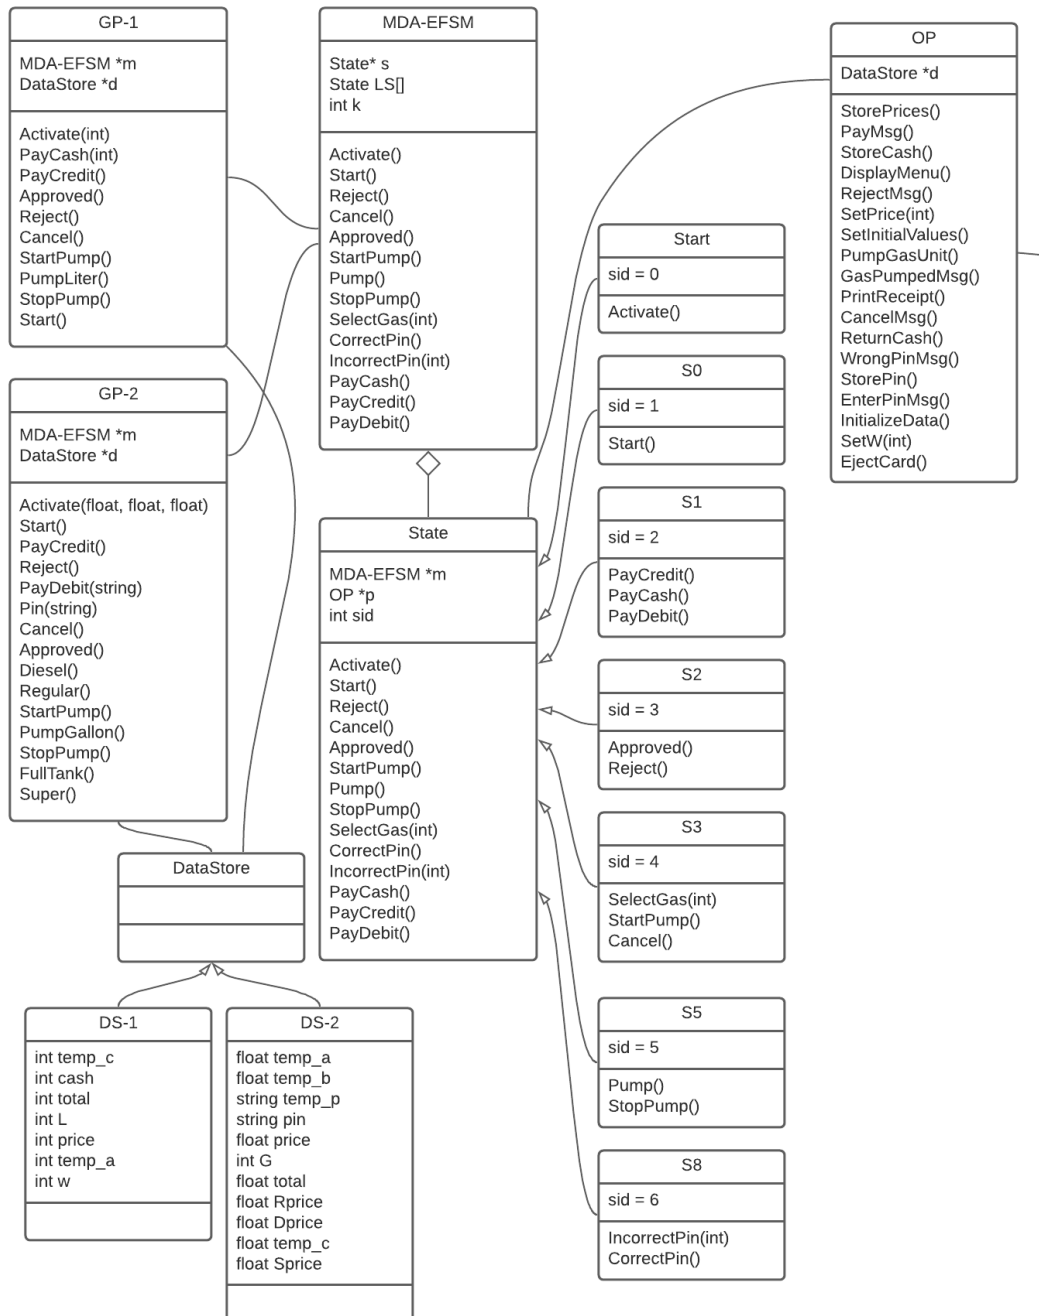 GP-1
MDA-EFSM *m
DataStore *d
Activate(int)
PayCash(int)
PayCredit()
Approved()
Reject()
Cancel()
StartPump()
PumpLiter()
StopPump()
Start()
GP-2
MDA-EFSM *m
DataStore *d
Activate(float, float, float)
Start()
PayCredit()
Reject()
PayDebit(string)
Pin(string)
Cancel()
Approved()
Diesel()
Regular()
StartPump()
PumpGallon()
StopPump()
FullTank()
Super()
DataStore
DS-1
int temp_c
int cash
int total
int L
int price
int temp_a
int w
DS-2
float temp_a
float temp_b
string temp_p
string pin
float price
int G
float total
float Rprice
float Dprice
float temp_c
float Sprice
MDA-EFSM
State* s
State LS[]
int k
Activate()
Start()
Reject()
Cancel()
Approved()
StartPump()
Pump()
StopPump()
SelectGas(int)
CorrectPin()
IncorrectPin(int)
PayCash()
PayCredit()
PayDebit()
State
MDA-EFSM *m
OP *p
int sid
Activate()
Start()
Reject()
Cancel()
Approved()
StartPump()
Pump()
StopPump()
SelectGas(int)
CorrectPin()
IncorrectPin(int)
PayCash()
PayCredit()
PayDebit()
Start
sid = 0
Activate()
S0
sid = 1
Start()
S1
sid = 2
PayCredit()
PayCash()
PayDebit()
S2
sid = 3
Approved()
Reject()
S3
sid = 4
SelectGas(int)
StartPump()
Cancel()
S5
sid = 5
Pump()
StopPump()
S8
sid = 6
IncorrectPin(int)
CorrectPin()
OP
DataStore *d
StorePrices()
PayMsg()
StoreCash()
DisplayMenu()
RejectMsg()
SetPrice(int)
SetInitialValues()
PumpGasUnit()
GasPumpedMsg()
PrintReceipt()
CancelMsg()
ReturnCash()
WrongPinMsg()
StorePin()
EnterPinMsg()
InitializeData()
SetW(int)
EjectCard()